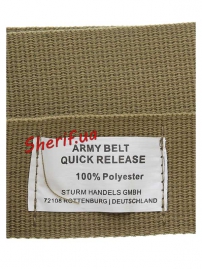 Sherif.ua
ARMY BELT
QUICK RELEASE
100% Polyester
STURM HANDELS GMBH
72108 ROTTENBURG | DEUTSCHLAND